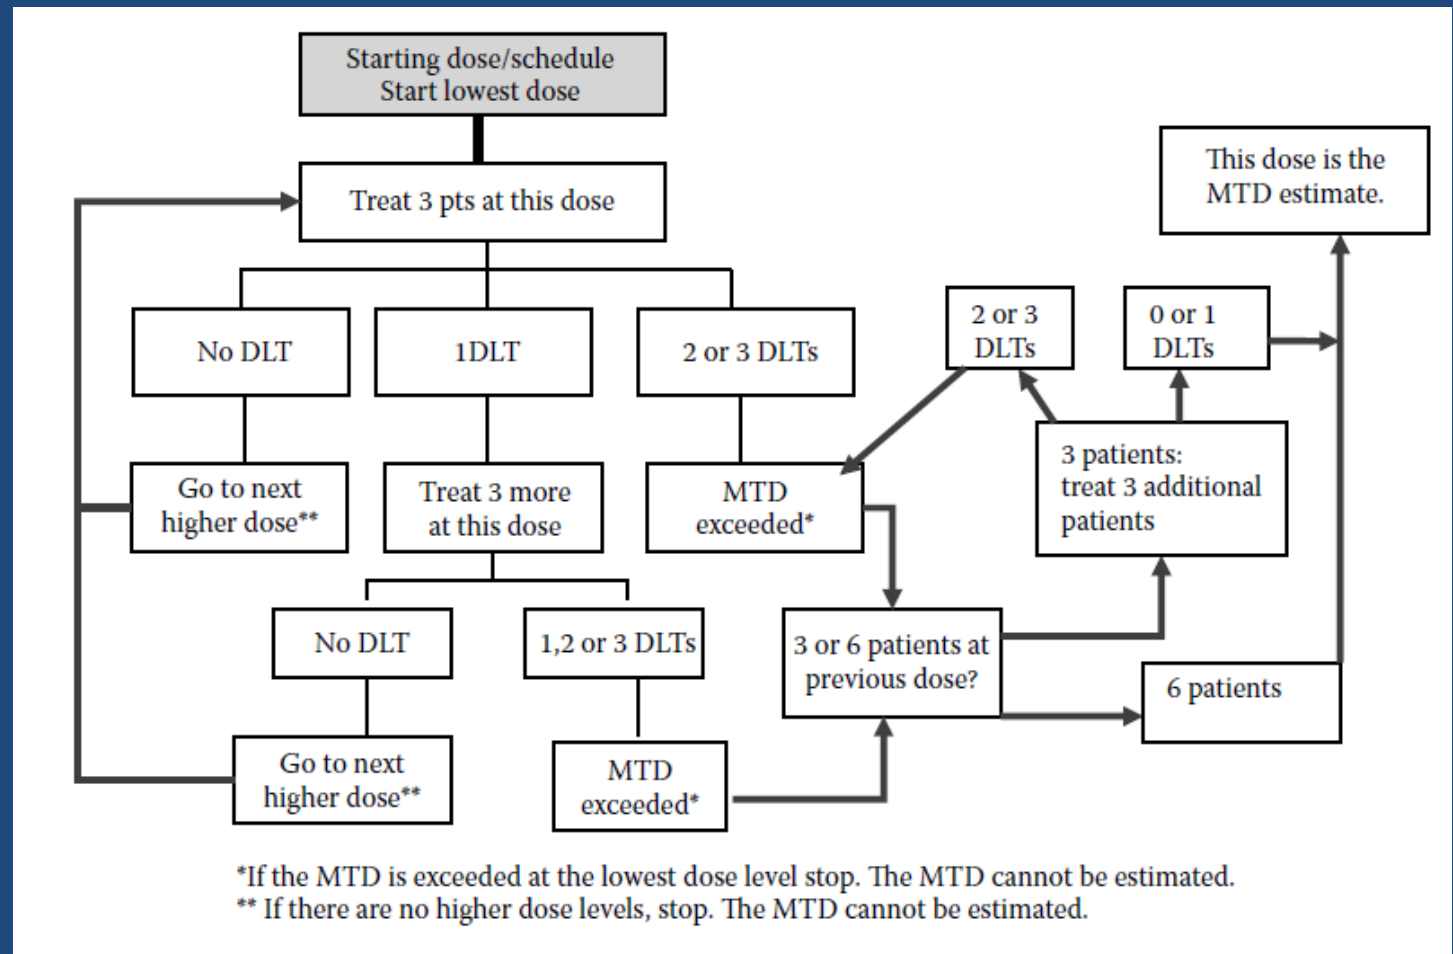 Starting dose/schedule
Start lowest dose
Treat 3 pts at this dose
This dose is the
MTD estimate.
No DLT
1DLT
2 or 3 DLTs
2 or 3
DLTs
0 or 1
DLTs
Go to next
higher dose**
Treat 3 more
at this dose
MTD
exceeded*
3 patients:
treat 3 additional
patients
No DLT
1,2 or 3 DLTs
3 or 6 patients at
previous dose?
6 patients
Go to next
higher dose**
MTD
exceeded*
*If the MTD is exceeded at the lowest dose level stop. The MTD cannot be estimated.
** If there are no higher dose levels, stop. The MTD cannot be estimated.